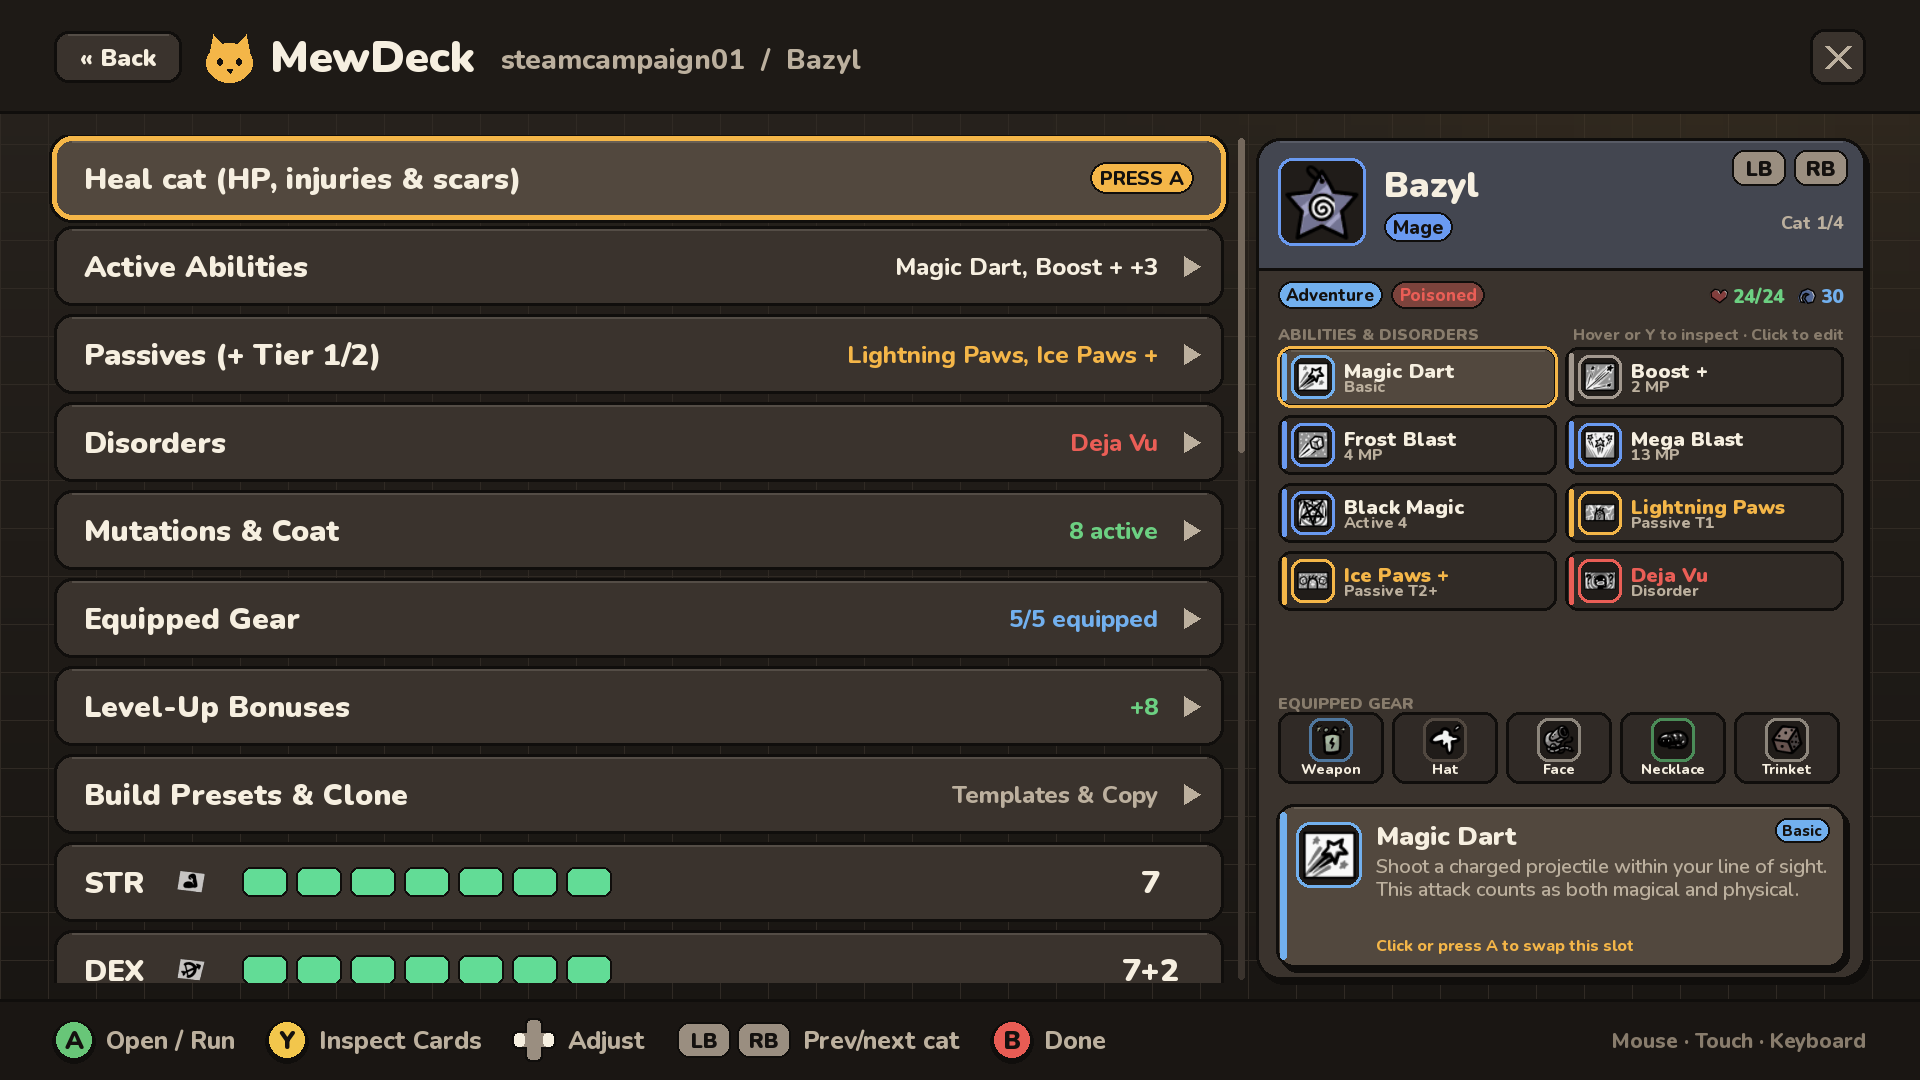 « Back
MewDeck
steamcampaign01 / Bazyl
Heal cat (HP, injuries & scars)
PRESS A
Active Abilities
Magic Dart, Boost + +3
Passives (+ Tier 1/2)
Lightning Paws, Ice Paws +
Disorders
Deja Vu
Mutations & Coat
8 active
Equipped Gear
5/5 equipped
Level-Up Bonuses
+8
Build Presets & Clone
Templates & Copy
STR
7
DEX
7+2
Bazyl
LB RB
Mage
Cat 1/4
Adventure
Poisoned
24/24
30
ABILITIES & DISORDERS
Hover or Y to inspect · Click to edit
Magic Dart
Basic
Boost +
2 MP
Frost Blast
4 MP
Mega Blast
13 MP
Black Magic
Active 4
Lightning Paws
Passive T1
Ice Paws +
Passive T2+
Deja Vu
Disorder
EQUIPPED GEAR
Weapon
Hat
Face
Necklace
Trinket
Magic Dart
Basic
Shoot a charged projectile within your line of sight.
This attack counts as both magical and physical.
Click or press A to swap this slot
A Open / Run
Y Inspect Cards
Adjust
LB RB Prev/next cat
B Done
Mouse · Touch · Keyboard